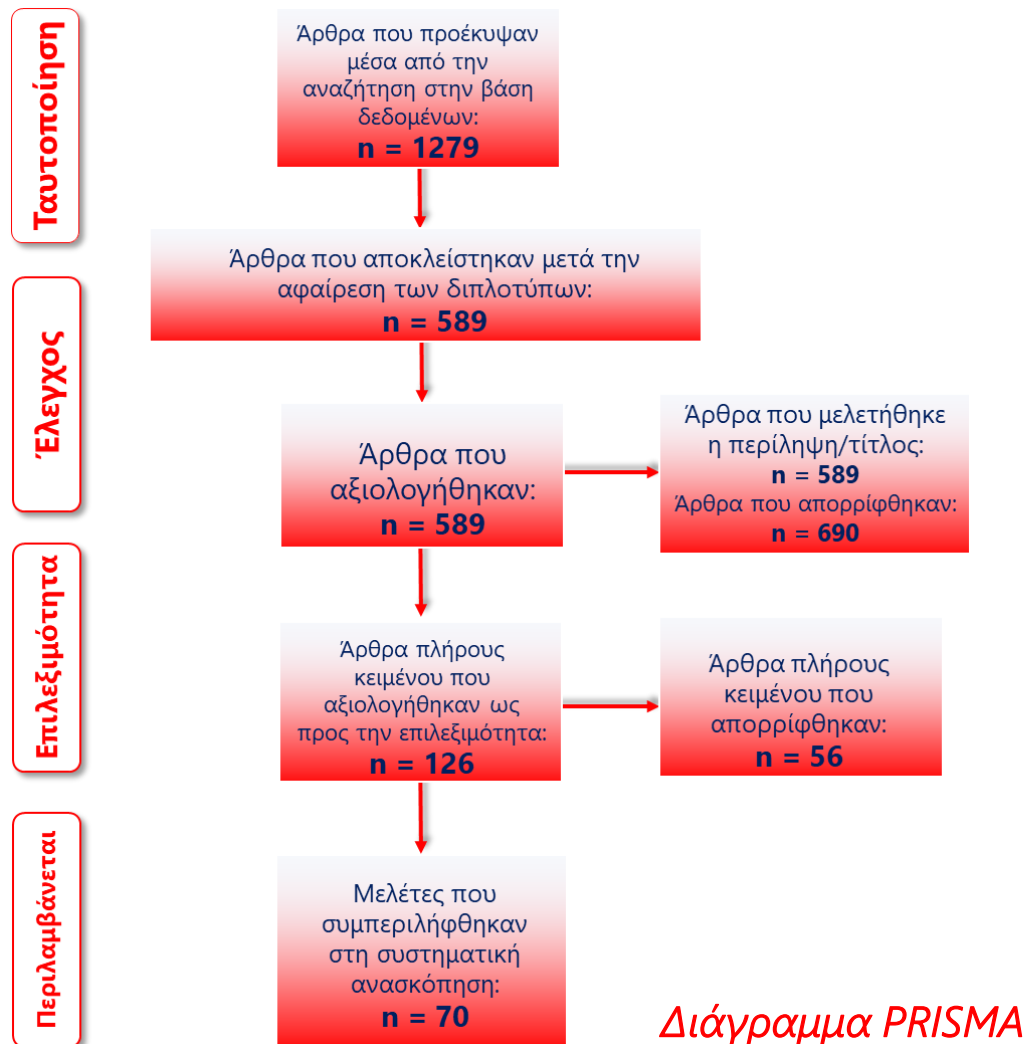 Ταυτοποίηση
Άρθρα που προέκυψαν
μέσα από την
αναζήτηση στην βάση
δεδομένων:
n = 1279
Άρθρα που αποκλείστηκαν μετά την
αφαίρεση των διπλοτύπων:
n = 589
Έλεγχος
Άρθρα που
αξιολογήθηκαν:
n = 589
Άρθρα που μελετήθηκε
η περίληψη/τίτλος:
n = 589
Άρθρα που απορρίφθηκαν:
n = 690
Επιλεξιμότητα
Άρθρα πλήρους
κειμένου που
αξιολογήθηκαν ως
προς την επιλεξιμότητα:
n = 126
Άρθρα πλήρους
κειμένου που
απορρίφθηκαν:
n = 56
Περιλαμβάνεται
Μελέτες που
συμπεριλήφθηκαν
στη συστηματική
ανασκόπηση:
n = 70
Διάγραμμα PRISMA